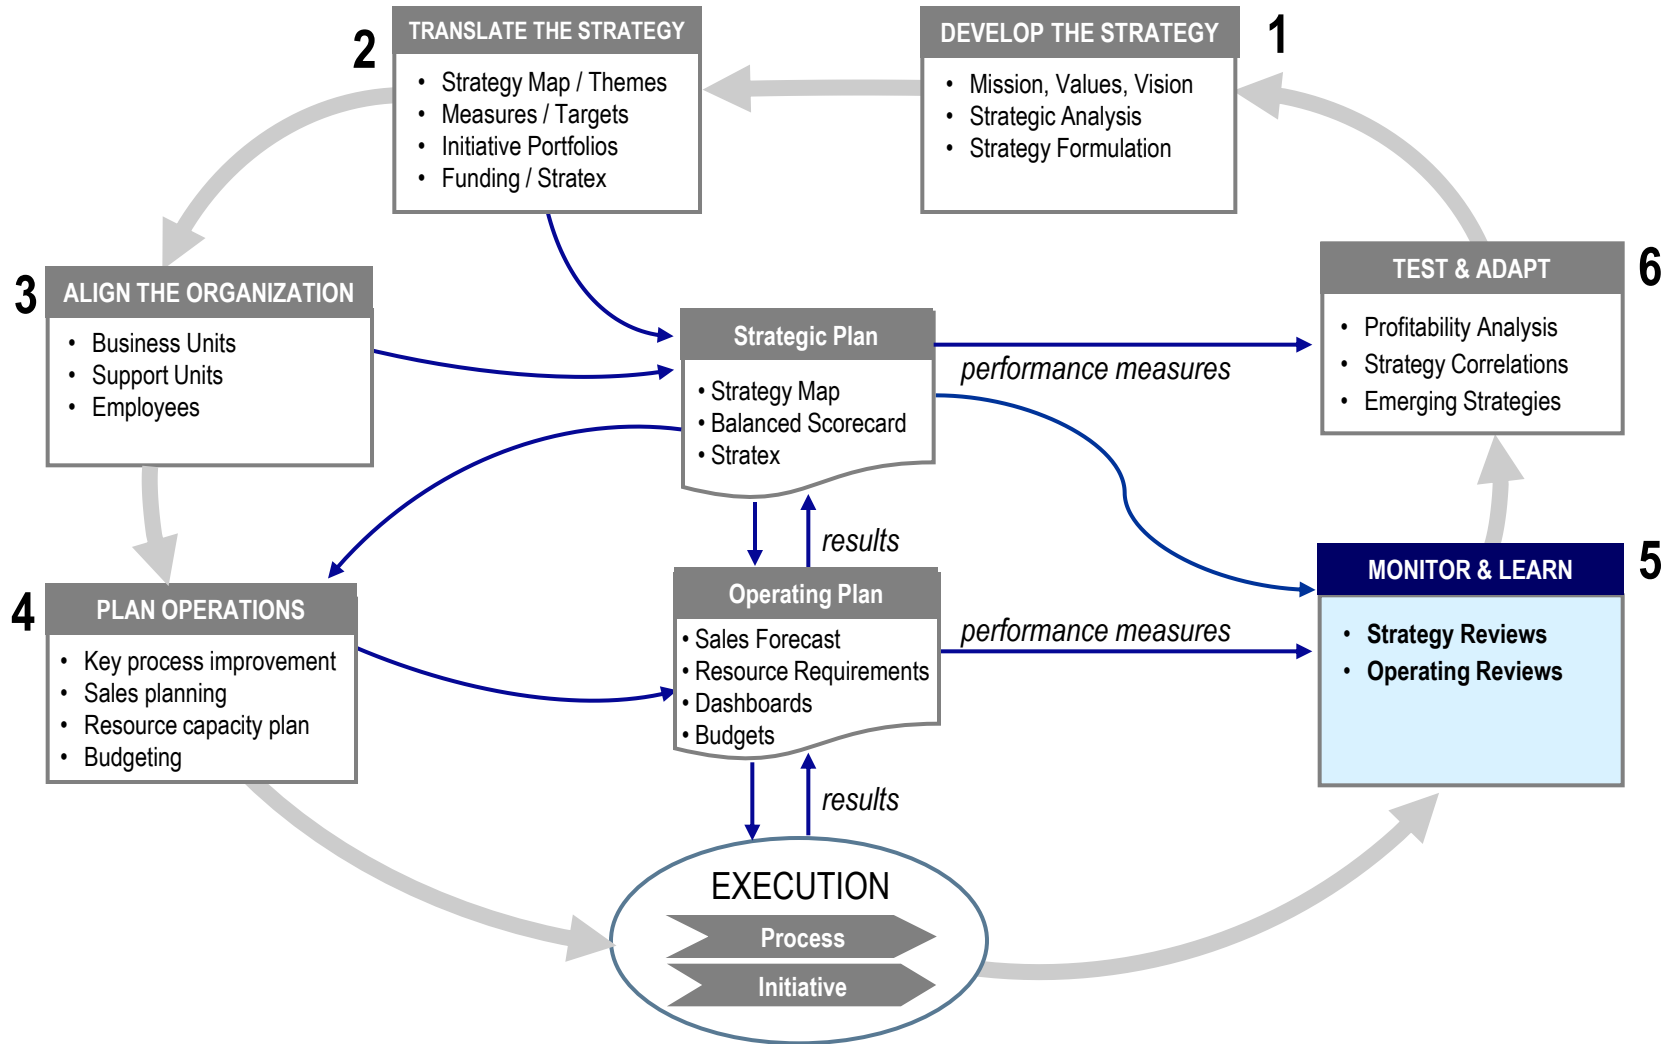 1
DEVELOP THE STRATEGY
• Mission, Values, Vision
• Strategic Analysis
• Strategy Formulation
2
TRANSLATE THE STRATEGY
• Strategy Map / Themes
• Measures / Targets
• Initiative Portfolios
• Funding / Stratex
3
ALIGN THE ORGANIZATION
• Business Units
• Support Units
• Employees
Strategic Plan
• Strategy Map
• Balanced Scorecard
• Stratex
performance measures
results
4
PLAN OPERATIONS
• Key process improvement
• Sales planning
• Resource capacity plan
• Budgeting
Operating Plan
• Sales Forecast
• Resource Requirements
• Dashboards
• Budgets
performance measures
results
EXECUTION
Process
Initiative
5
MONITOR & LEARN
• Strategy Reviews
• Operating Reviews
6
TEST & ADAPT
• Profitability Analysis
• Strategy Correlations
• Emerging Strategies